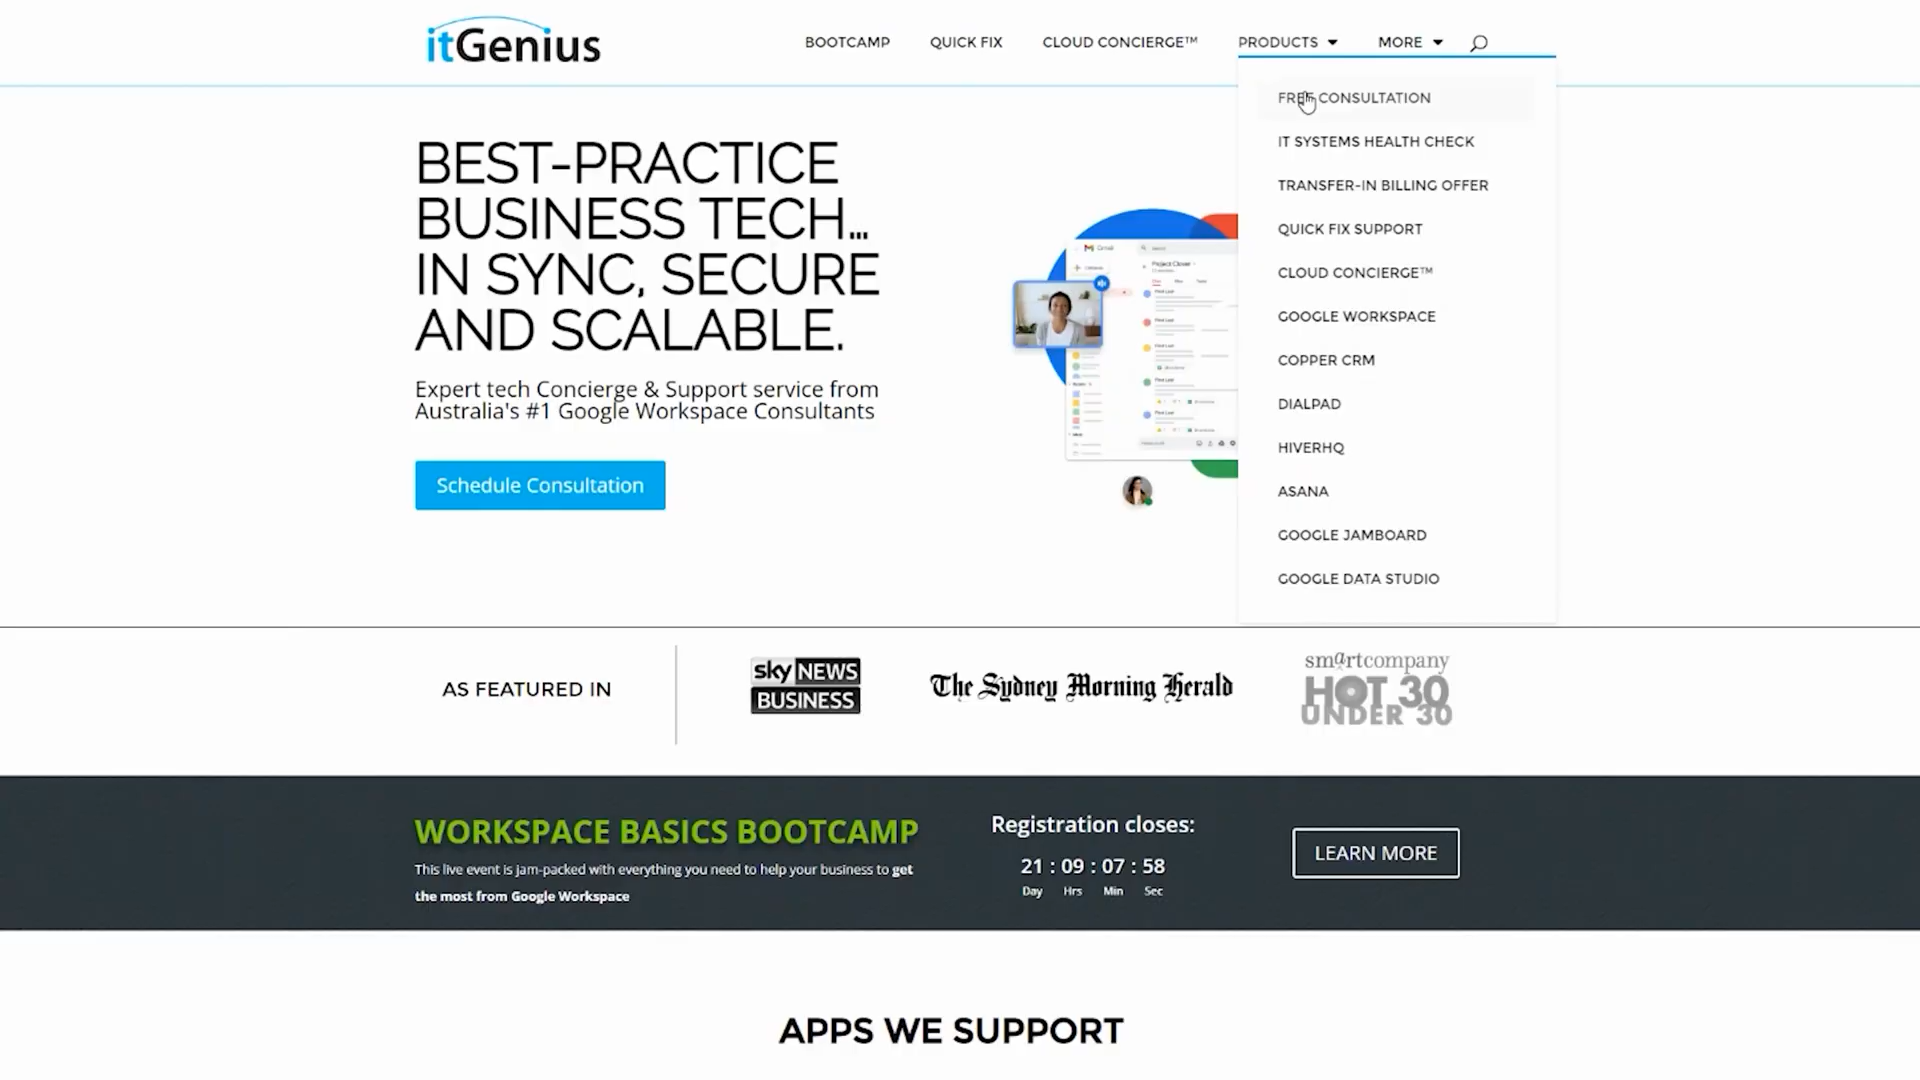 itGenius
BOOTCAMP
QUICK FIX
CLOUD CONCIERGE™
PRODUCTS
MORE
FREE CONSULTATION
IT SYSTEMS HEALTH CHECK
TRANSFER-IN BILLING OFFER
QUICK FIX SUPPORT
CLOUD CONCIERGE™
GOOGLE WORKSPACE
COPPER CRM
DIALPAD
HIVERHQ
ASANA
GOOGLE JAMBOARD
GOOGLE DATA STUDIO
BEST-PRACTICE
BUSINESS TECH...
IN SYNC, SECURE
AND SCALABLE.
Expert tech Concierge & Support service from
Australia's #1 Google Workspace Consultants
Schedule Consultation
Gmail
Project Clover
AS FEATURED IN
sky NEWS
BUSINESS
The Sydney Morning Herald
smartcompany
HOT 30
UNDER 30
WORKSPACE BASICS BOOTCAMP
This live event is jam-packed with everything you need to help your business to get
the most from Google Workspace
Registration closes:
21 : 09 : 07 : 58
Day Hrs Min Sec
LEARN MORE
APPS WE SUPPORT